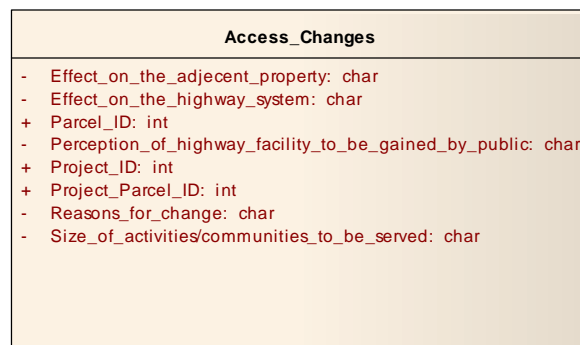 Access_Changes
- Effect_on_the_adjecent_property: char
- Effect_on_the_highway_system: char
+ Parcel_ID: int
- Perception_of_highway_facility_to_be_gained_by_public: char
+ Project_ID: int
+ Project_Parcel_ID: int
- Reasons_for_change: char
- Size_of_activities/communities_to_be_served: char